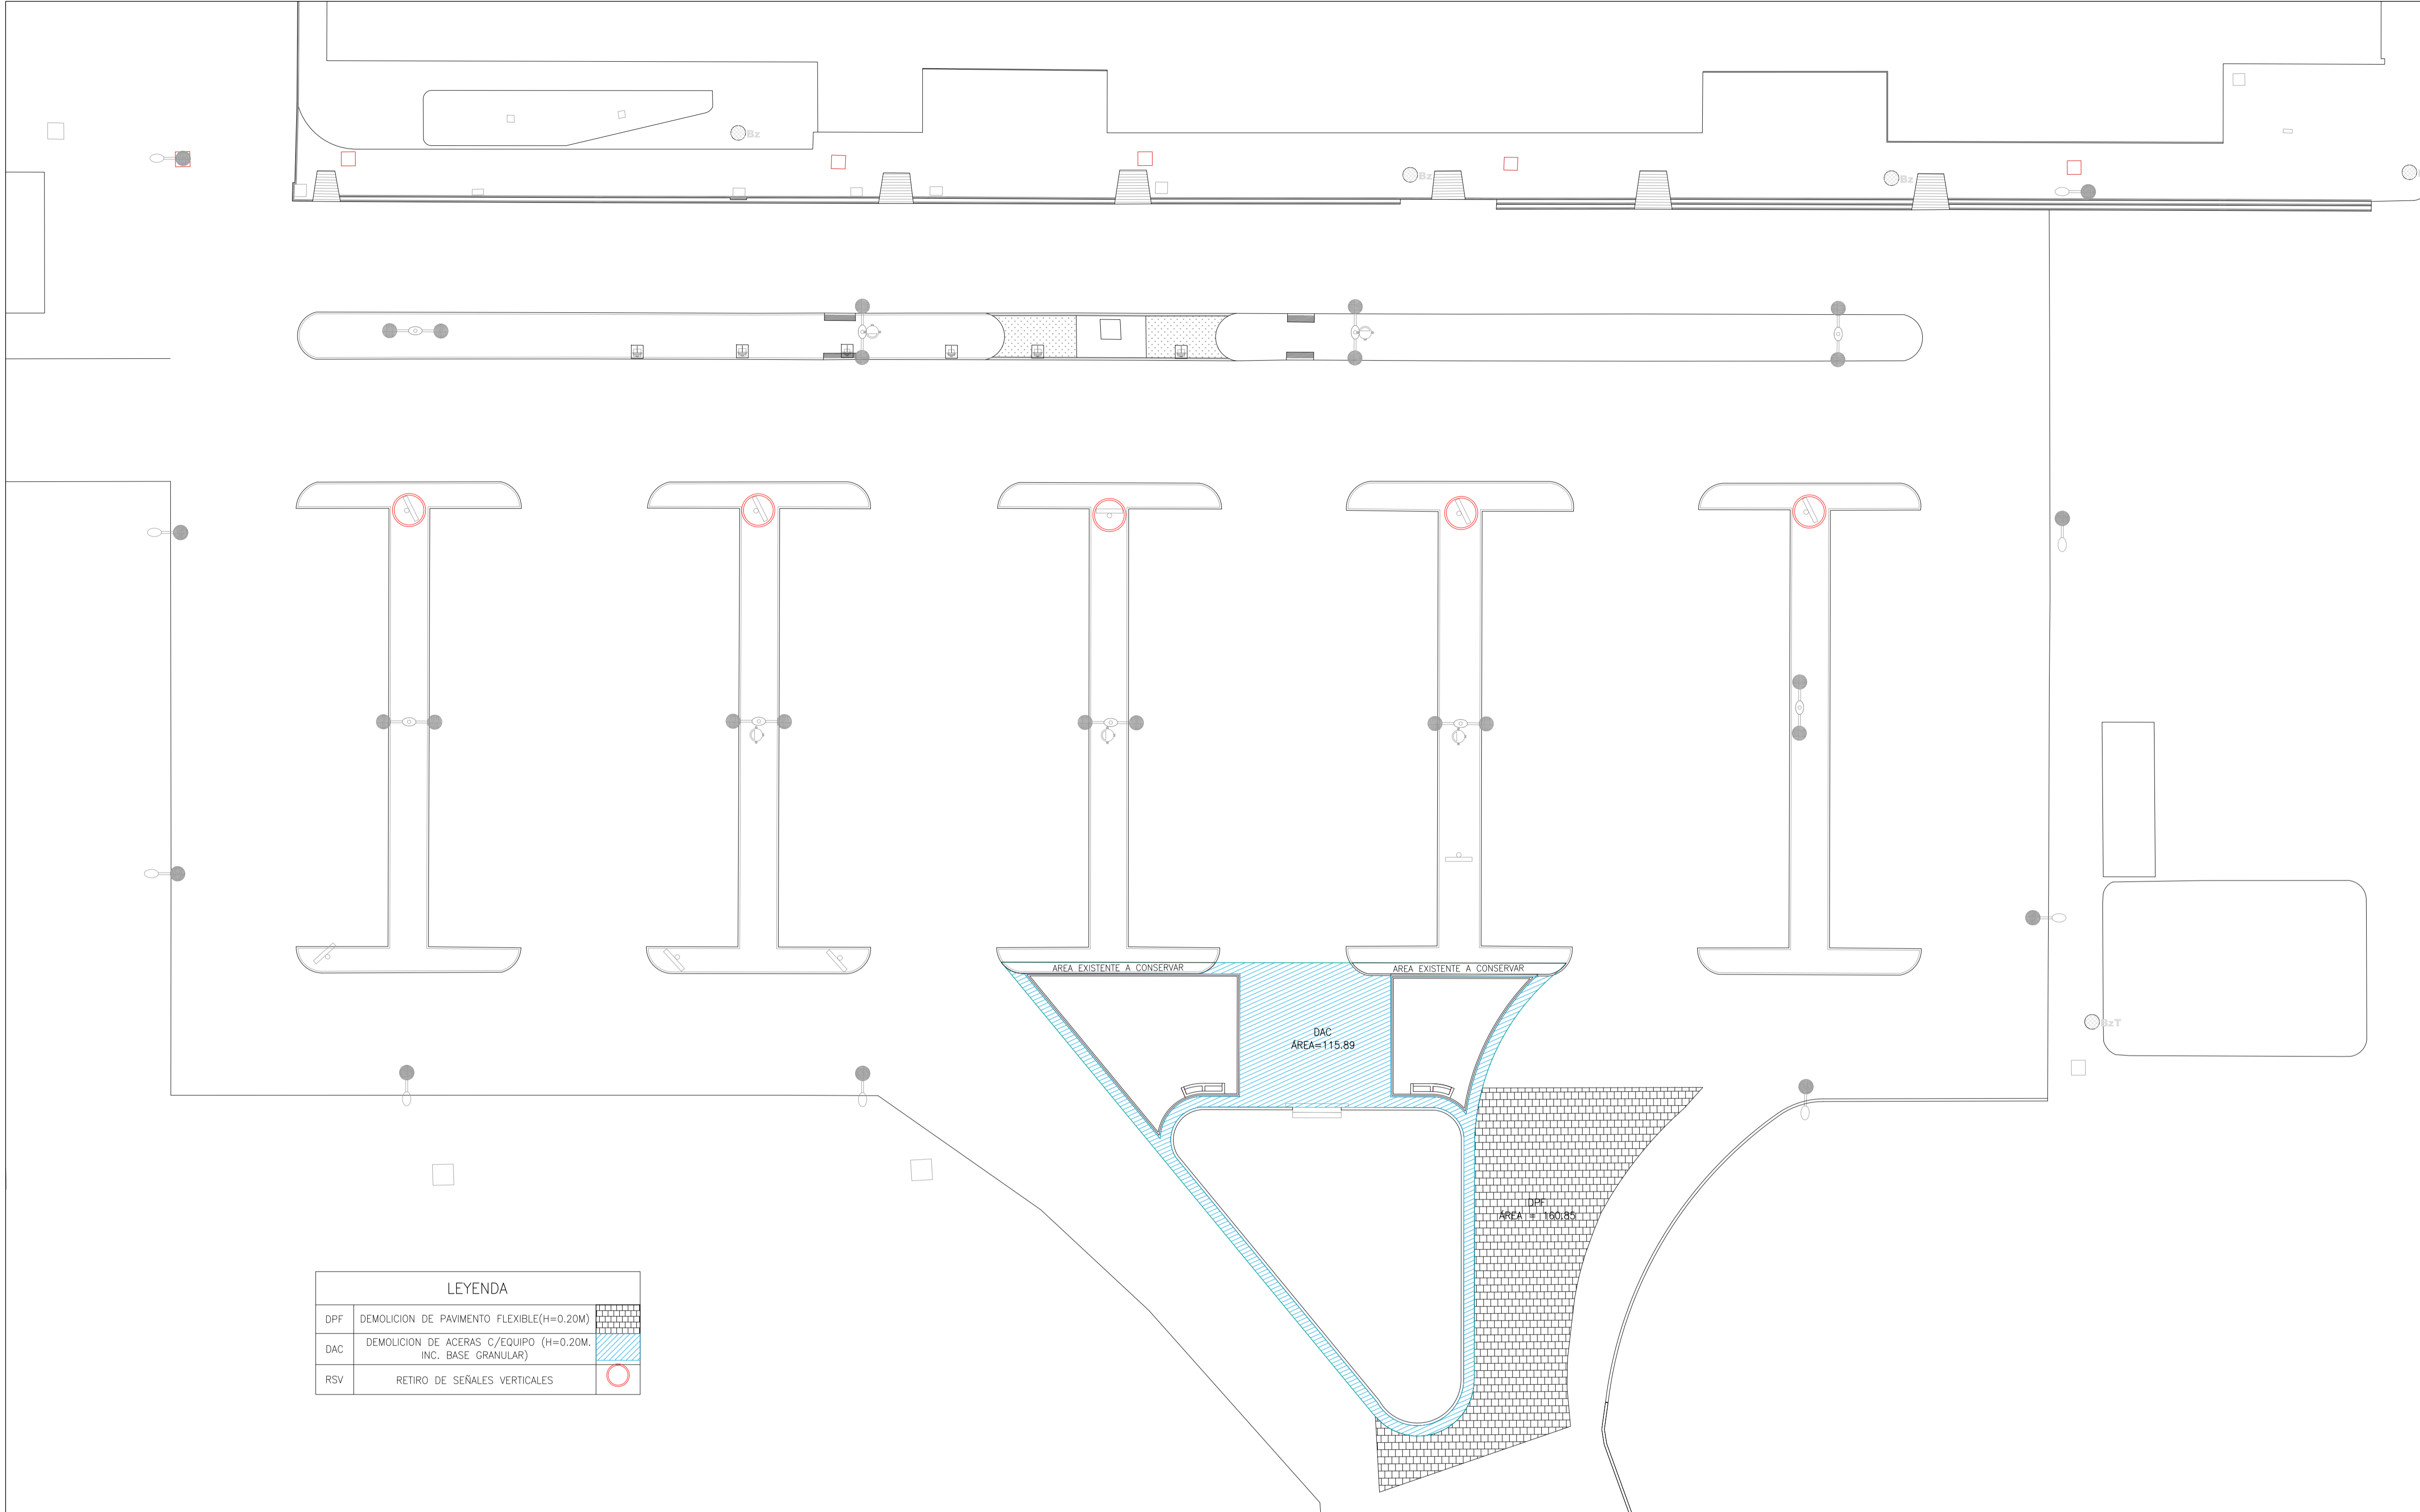 Bz
Bz
Bz
AREA EXISTENTE A CONSERVAR
AREA EXISTENTE A CONSERVAR
DAC
ÁREA=115.89
BzT
DPF
ÁREA = 160.85
LEYENDA
DPF DEMOLICION DE PAVIMENTO FLEXIBLE(H=0.20M)
DAC DEMOLICION DE ACERAS C/EQUIPO (H=0.20M.
INC. BASE GRANULAR)
RSV RETIRO DE SEÑALES VERTICALES